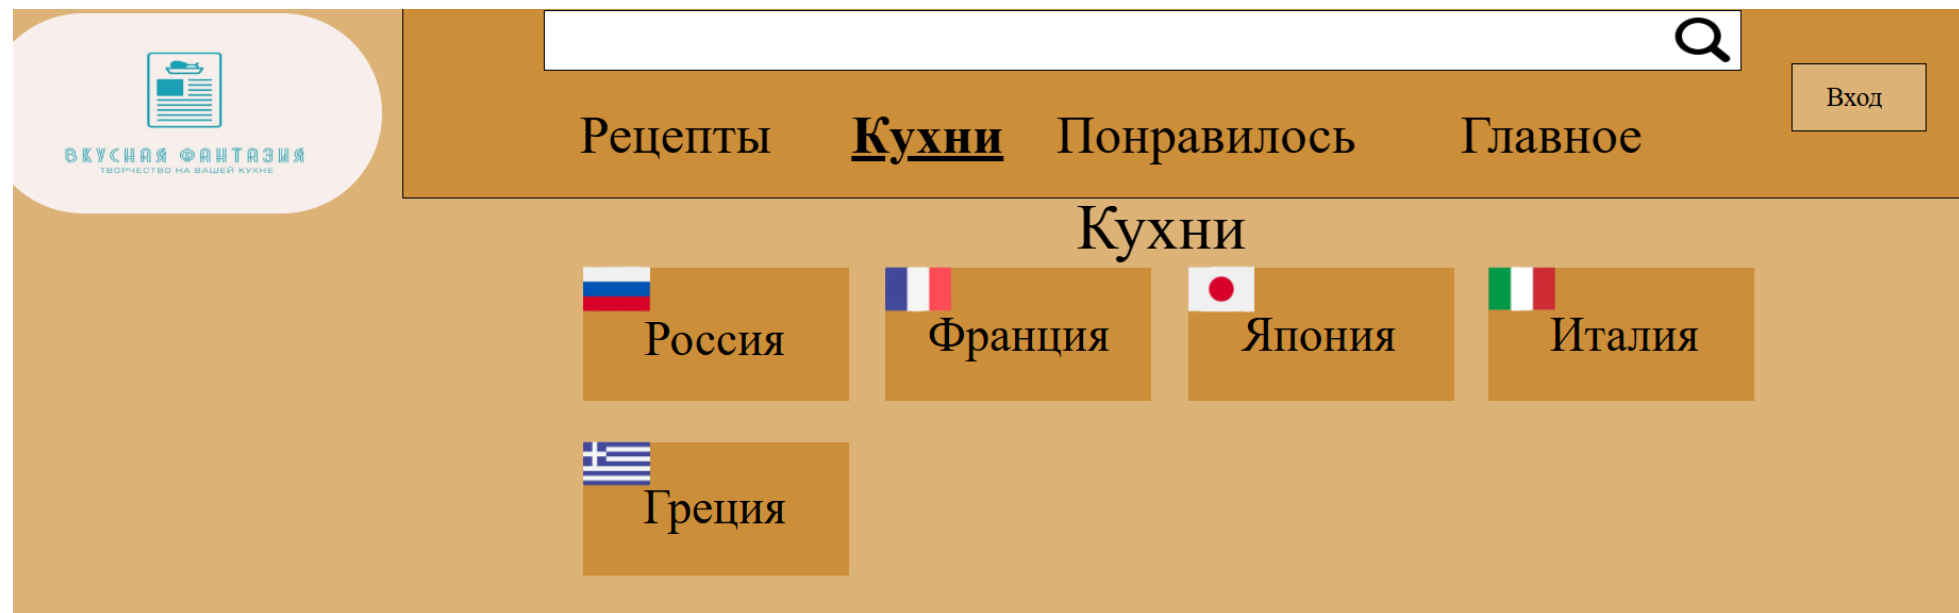 ВКУСНАЯ ФАНТАЗИЯ
ТВОРЧЕСТВО НА ВАШЕЙ КУХНЕ
Вход
Рецепты Кухни Понравилось Главное
Кухни
Россия Франция Япония Италия
Греция